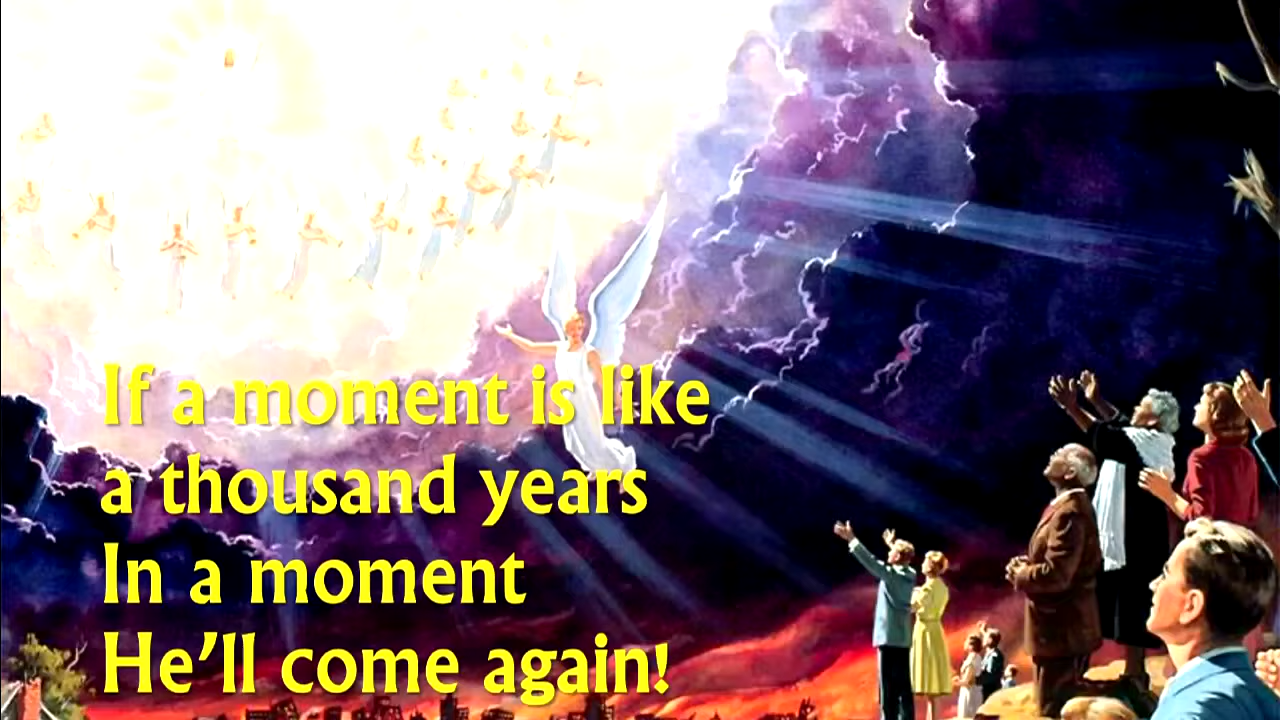 If a moment is like
a thousand years
In a moment
He’ll come again!